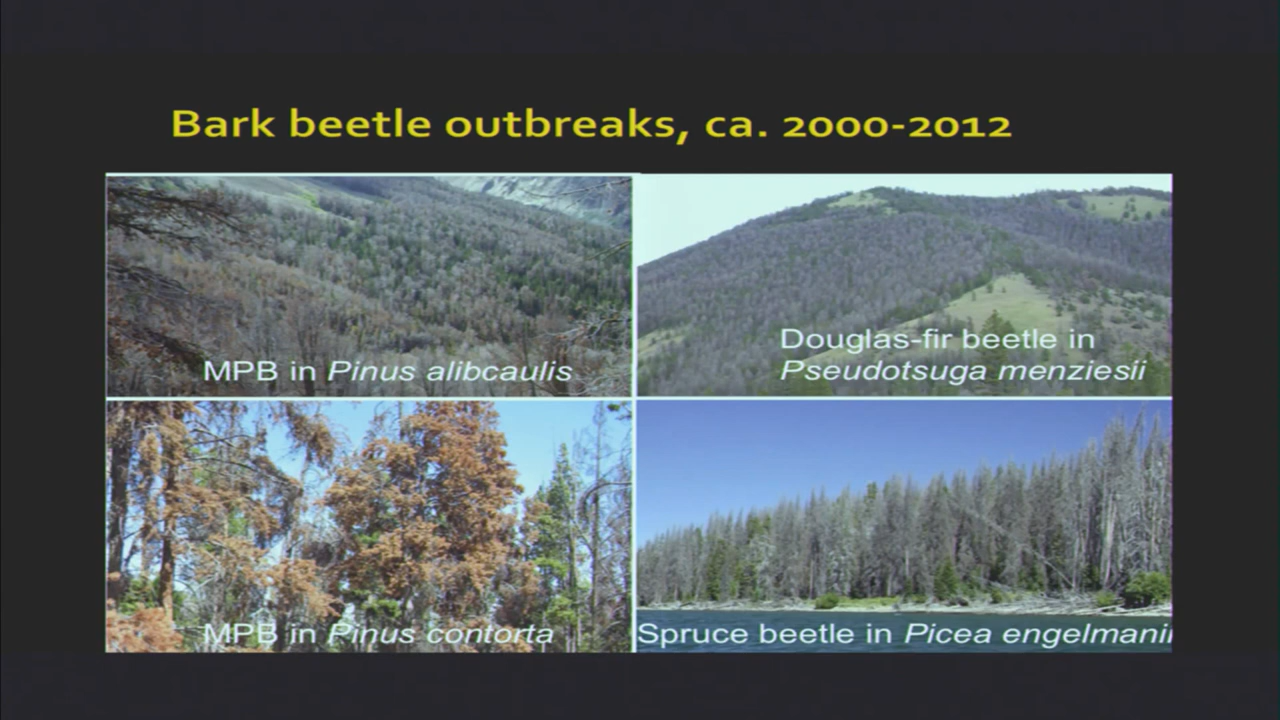 Bark beetle outbreaks, ca. 2000-2012
MPB in Pinus alibcaulis
Douglas-fir beetle in
Pseudotsuga menziesii
MPB in Pinus contorta
Spruce beetle in Picea engelmanii